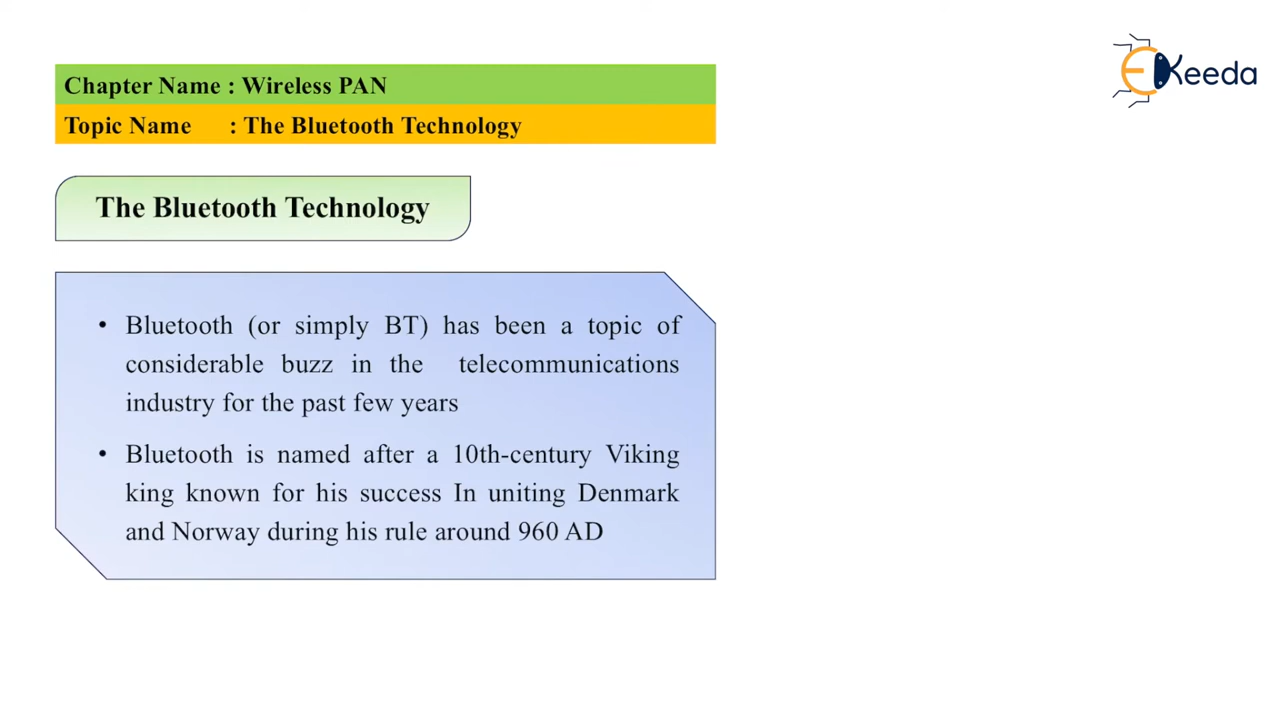 EKeeda
Chapter Name : Wireless PAN
Topic Name : The Bluetooth Technology
The Bluetooth Technology
• Bluetooth (or simply BT) has been a topic of
considerable buzz in the telecommunications
industry for the past few years
• Bluetooth is named after a 10th-century Viking
king known for his success In uniting Denmark
and Norway during his rule around 960 AD